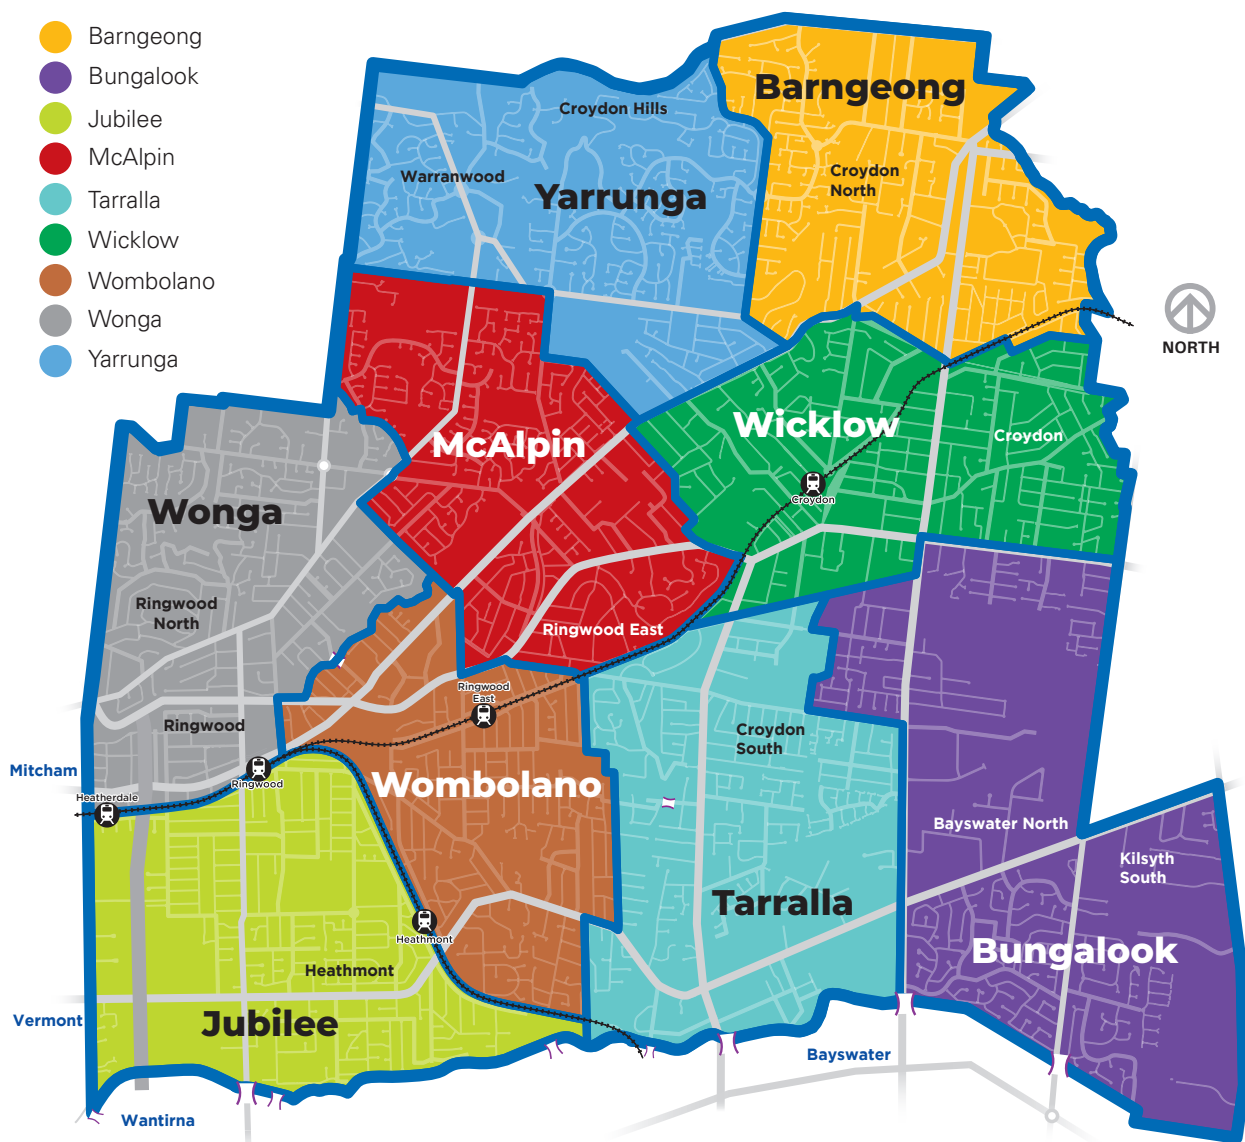 Barngeong
Bungalook
Jubilee
McAlpin
Tarralla
Wicklow
Wombolano
Wonga
Yarrunga
Barngeong
Croydon Hills
Croydon
North
Warranwood
Yarrunga
NORTH
Wicklow
Croydon
McAlpin
Croydon
Wonga
Ringwood
North
Ringwood East
Ringwood
East
Ringwood
Croydon
South
Mitcham
Ringwood
Wombolano
Heatherdale
Bayswater North
Kilsyth
South
Tarralla
Heathmont
Bungalook
Heathmont
Vermont
Jubilee
Bayswater
Wantirna